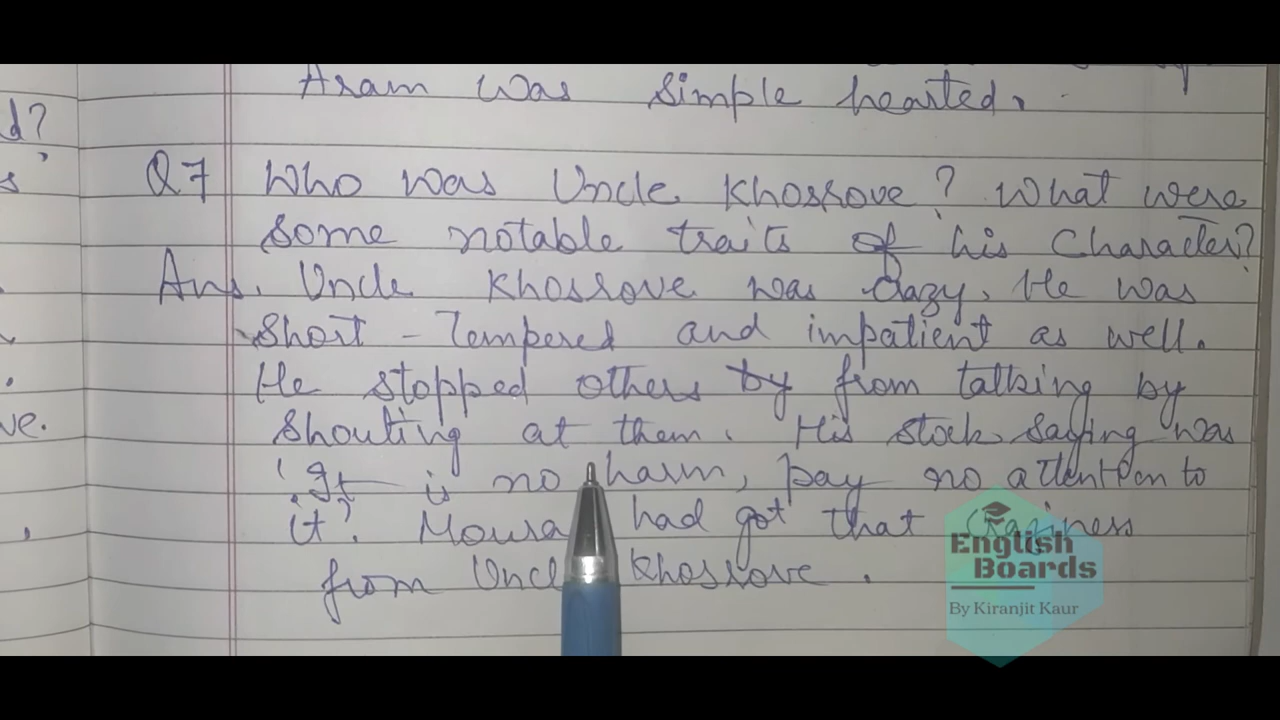 Aram was simple hearted.
d?
s
Q7 Who was Uncle Khosrove? What were
some notable traits of his Character?
Ans. Uncle Khosrove was Crazy. He was
Short-Tempered and impatient as well.
He stopped others by from talking by
Shouting at them. His stock saying was
ve.
'It is no harm, pay no attention to
it'. Moura had got that Craziness
from Uncle Khosrove.
English
Boards
By Kiranjit Kaur